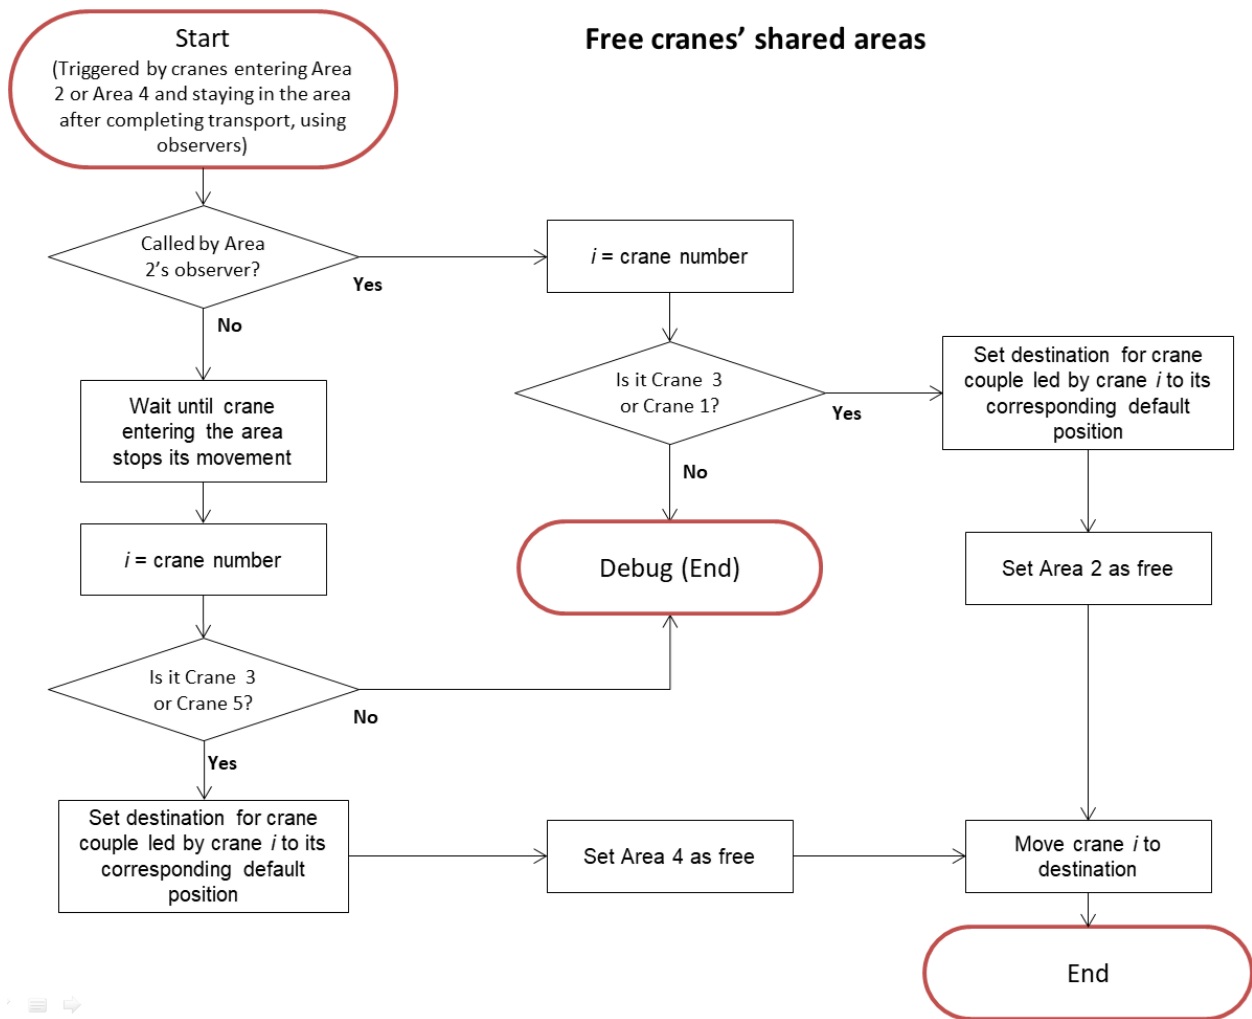 Free cranes’ shared areas
Start
(Triggered by cranes entering Area
2 or Area 4 and staying in the area
after completing transport, using
observers)
Called by Area
2’s observer?
Yes
No
i = crane number
Is it Crane 3
or Crane 1?
Yes
No
Set destination for crane
couple led by crane i to its
corresponding default
position
Wait until crane
entering the area
stops its movement
i = crane number
Debug (End)
Set Area 2 as free
Is it Crane 3
or Crane 5?
No
Yes
Set destination for crane
couple led by crane i to its
corresponding default
position
Set Area 4 as free
Move crane i to
destination
End